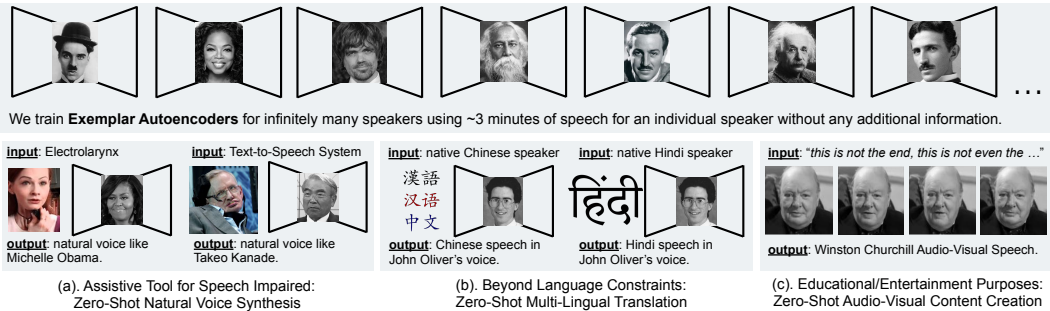 ...
We train Exemplar Autoencoders for infinitely many speakers using ~3 minutes of speech for an individual speaker without any additional information.
input: Electrolarynx
input: Text-to-Speech System
output: natural voice like
Michelle Obama.
output: natural voice like
Takeo Kanade.
(a). Assistive Tool for Speech Impaired:
Zero-Shot Natural Voice Synthesis
input: native Chinese speaker
input: native Hindi speaker
漢語
汉语
中文
हिंदी
output: Chinese speech in
John Oliver's voice.
output: Hindi speech in
John Oliver's voice.
(b). Beyond Language Constraints:
Zero-Shot Multi-Lingual Translation
input: "this is not the end, this is not even the …"
output: Winston Churchill Audio-Visual Speech.
(c). Educational/Entertainment Purposes:
Zero-Shot Audio-Visual Content Creation